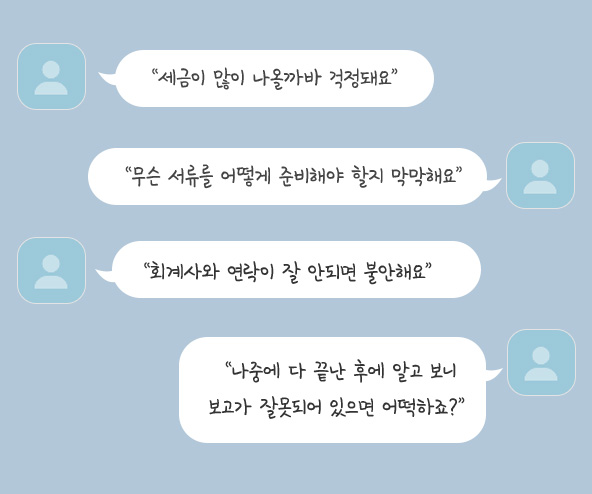 “세금이 많이 나올까바 걱정돼요”
“무슨 서류를 어떻게 준비해야 할지 막막해요”
“회계사와 연락이 잘 안되면 불안해요”
“나중에 다 끝난 후에 알고 보니
보고가 잘못되어 있으면 어떡하죠?”